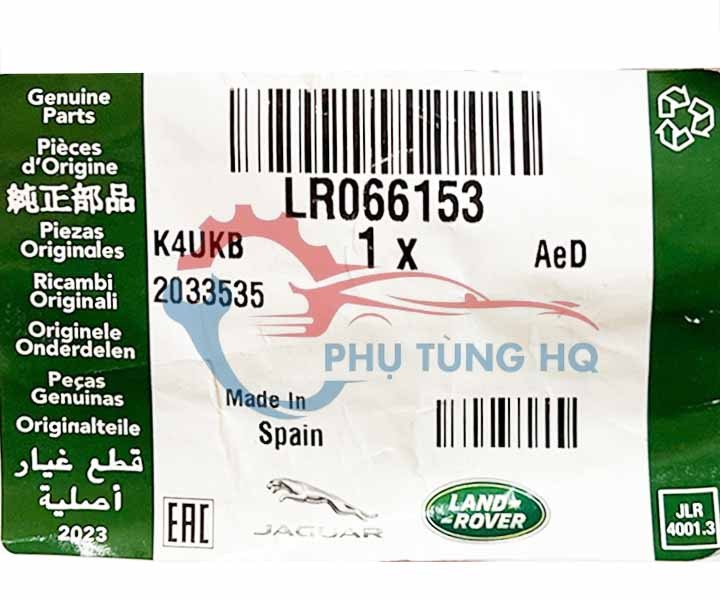 Genuine
Parts
Pièces
d'Origine
純正部品
Piezas
Originales
Ricambi
Originali
Originele
Onderdelen
Peças
Genuinas
Originalteile
قطع غيار
أصلية
2023
LR066153
K4UKB
1 x
AeD
2033535
PHỤ TÙNG HQ
Made In
Spain
EAC
JAGUAR
LAND
ROVER
JLR
4001.3